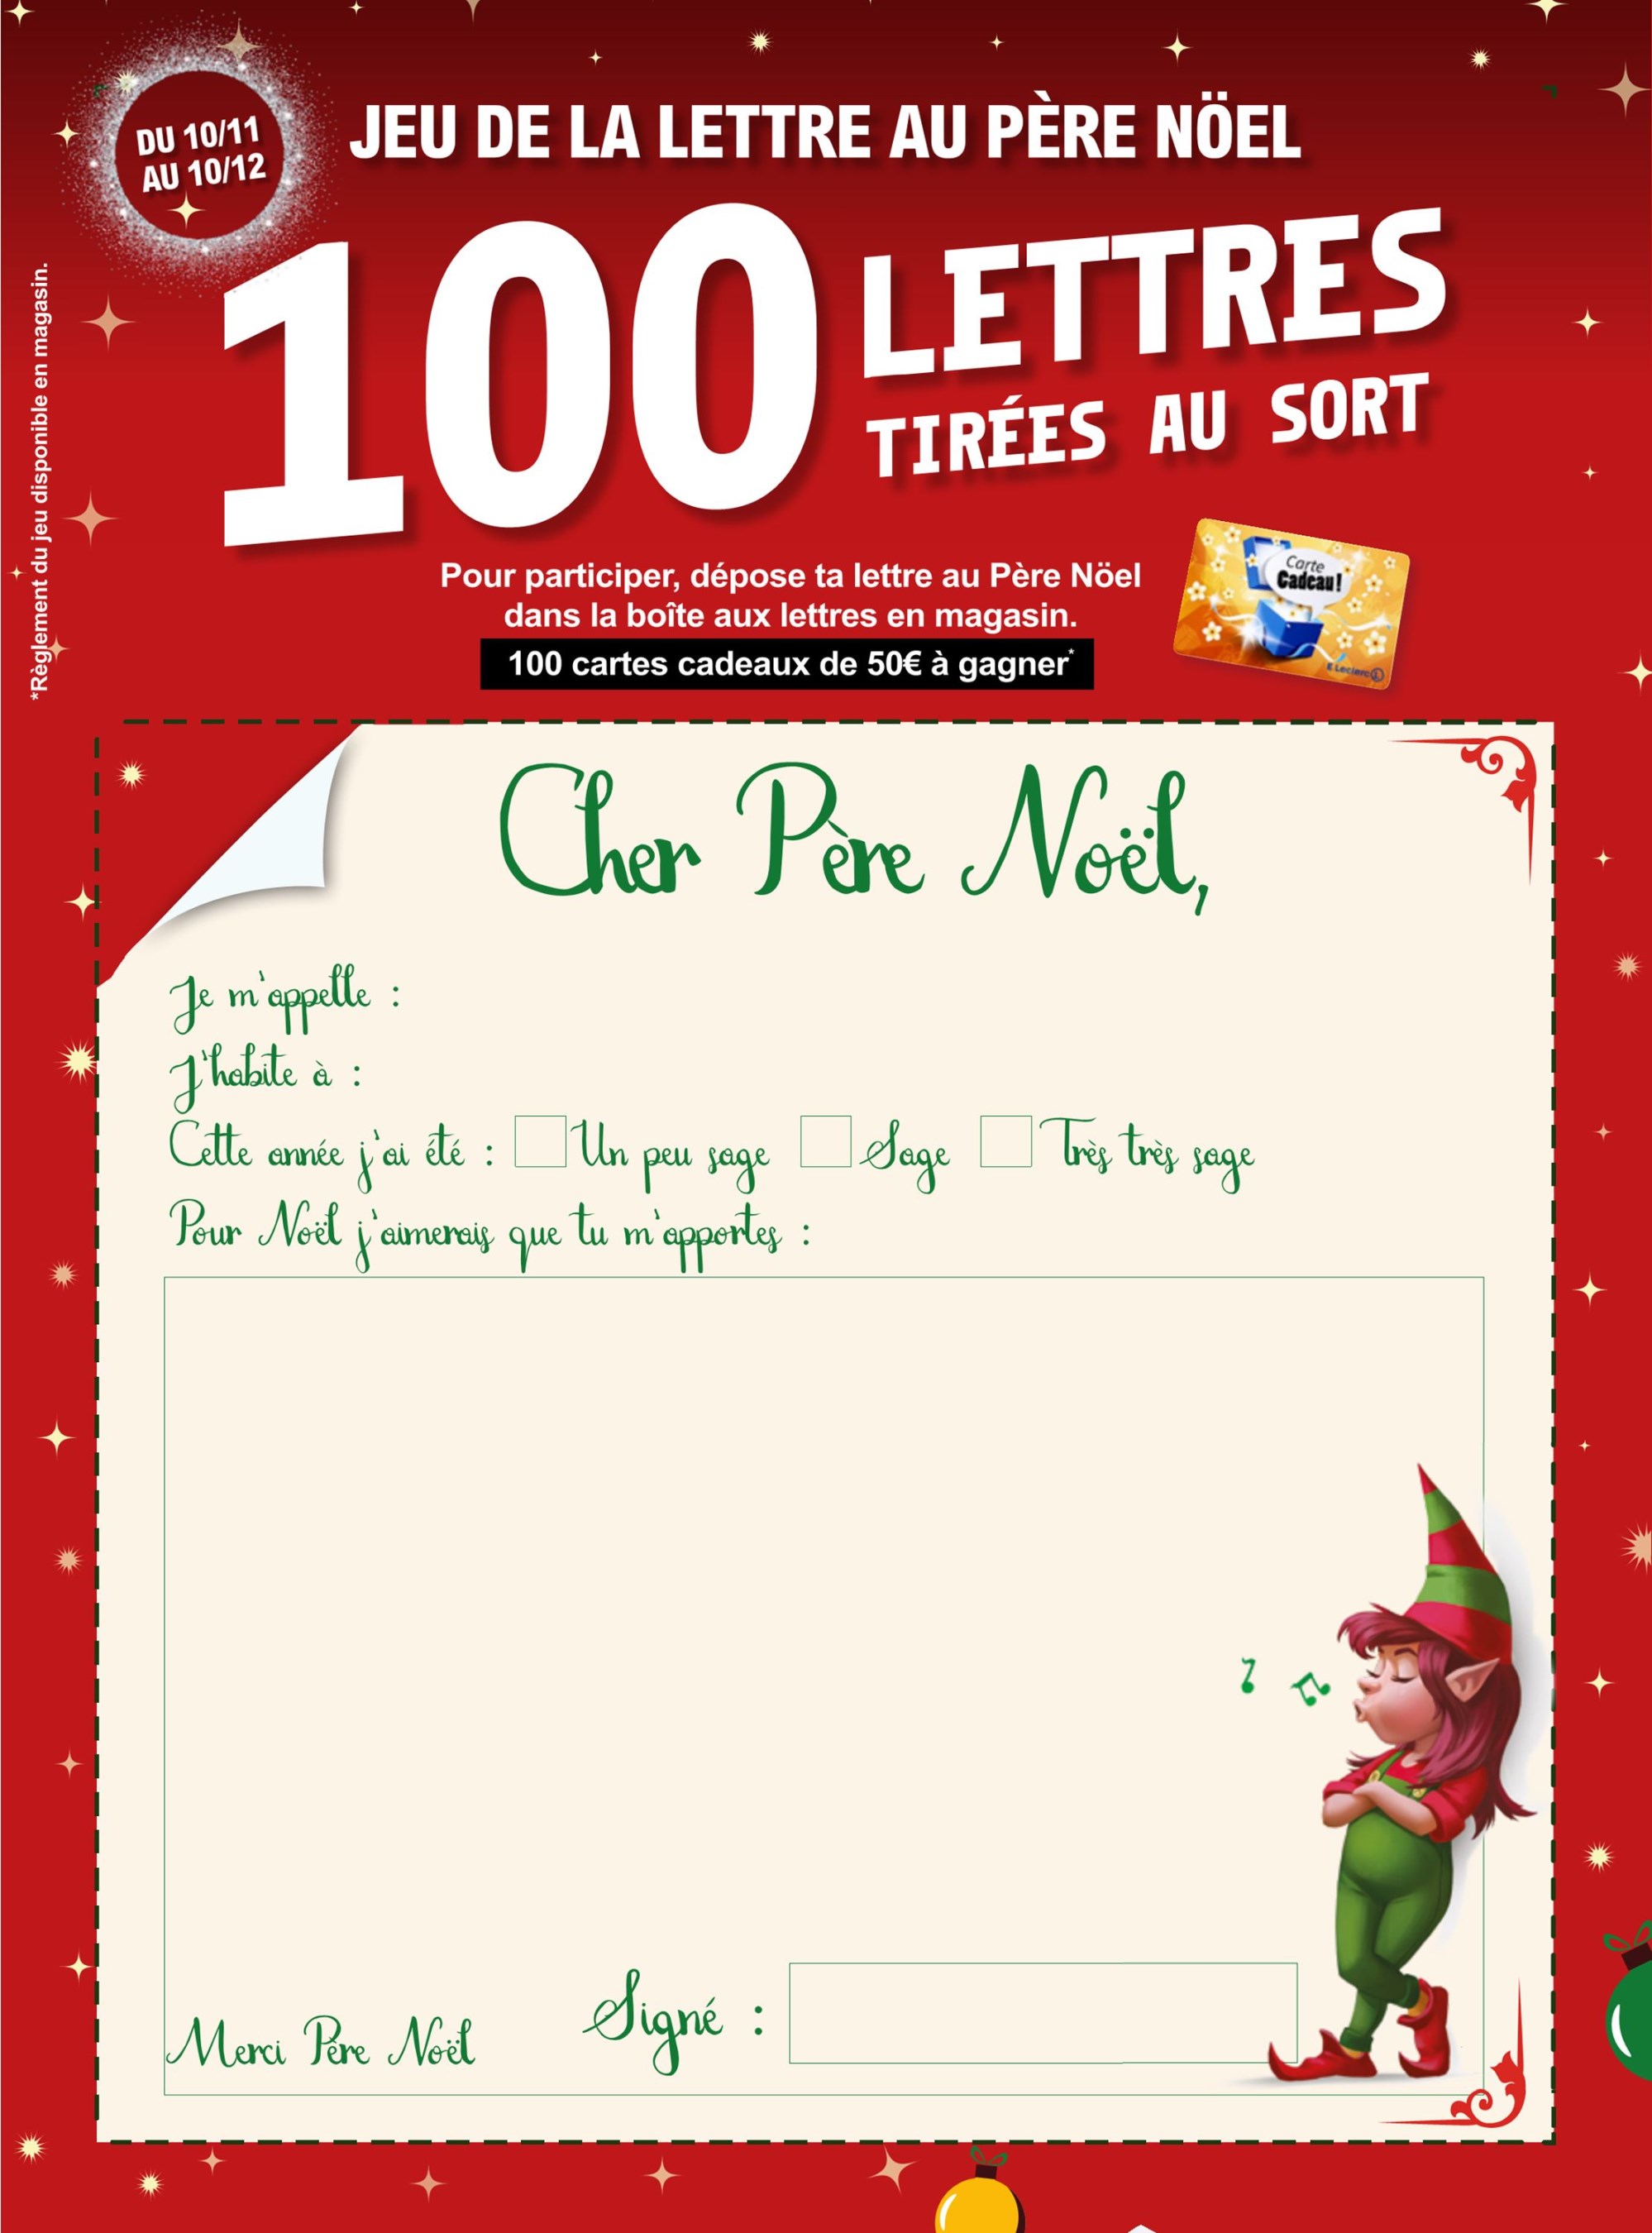 DU 10/11
AU 10/12
JEU DE LA LETTRE AU PÈRE NÖEL
100 LETTRES
TIRÉES AU SORT
Pour participer, dépose ta lettre au Père Nöel
dans la boîte aux lettres en magasin.
100 cartes cadeaux de 50€ à gagner*
Carte
Cadeau !
E.Leclerc
*Règlement du jeu disponible en magasin.
Cher Père Noël,
Je m'appelle :
J'habite à :
Cette année j'ai été : Un peu sage Sage Très très sage
Pour Noël j'aimerais que tu m'apportes :
Merci Père Noël
Signé :